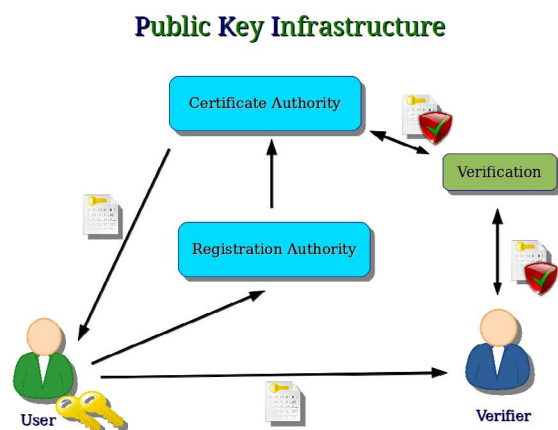 Public Key Infrastructure
Certificate Authority
Verification
Registration Authority
User
Verifier